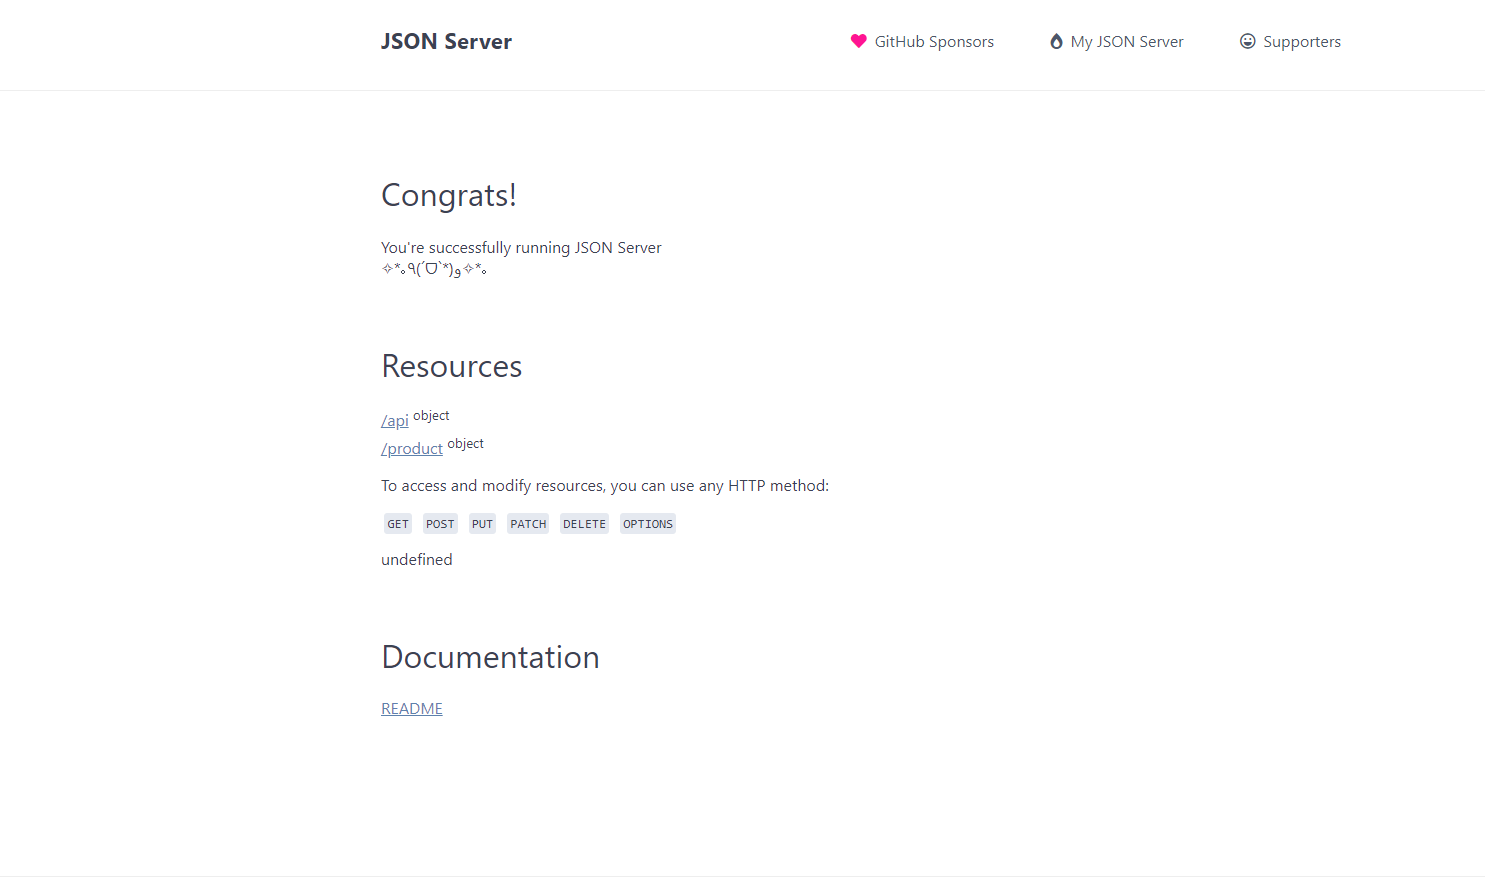 JSON Server
GitHub Sponsors
My JSON Server
Supporters
Congrats!
You're successfully running JSON Server
✧*｡٩(ˊᗜˋ*)و✧*｡
Resources
/api object
/product object
To access and modify resources, you can use any HTTP method:
GET POST PUT PATCH DELETE OPTIONS
undefined
Documentation
README